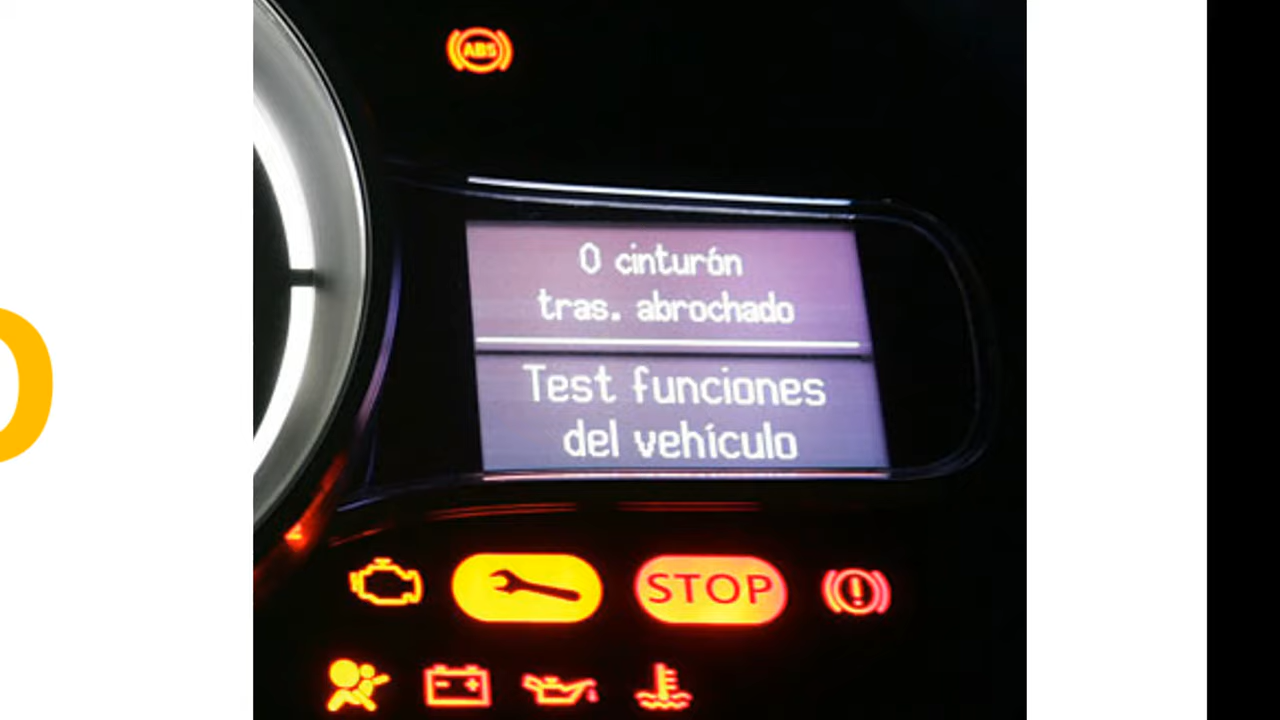 ABS
0 cinturón
tras. abrochado
Test funciones
del vehículo
STOP